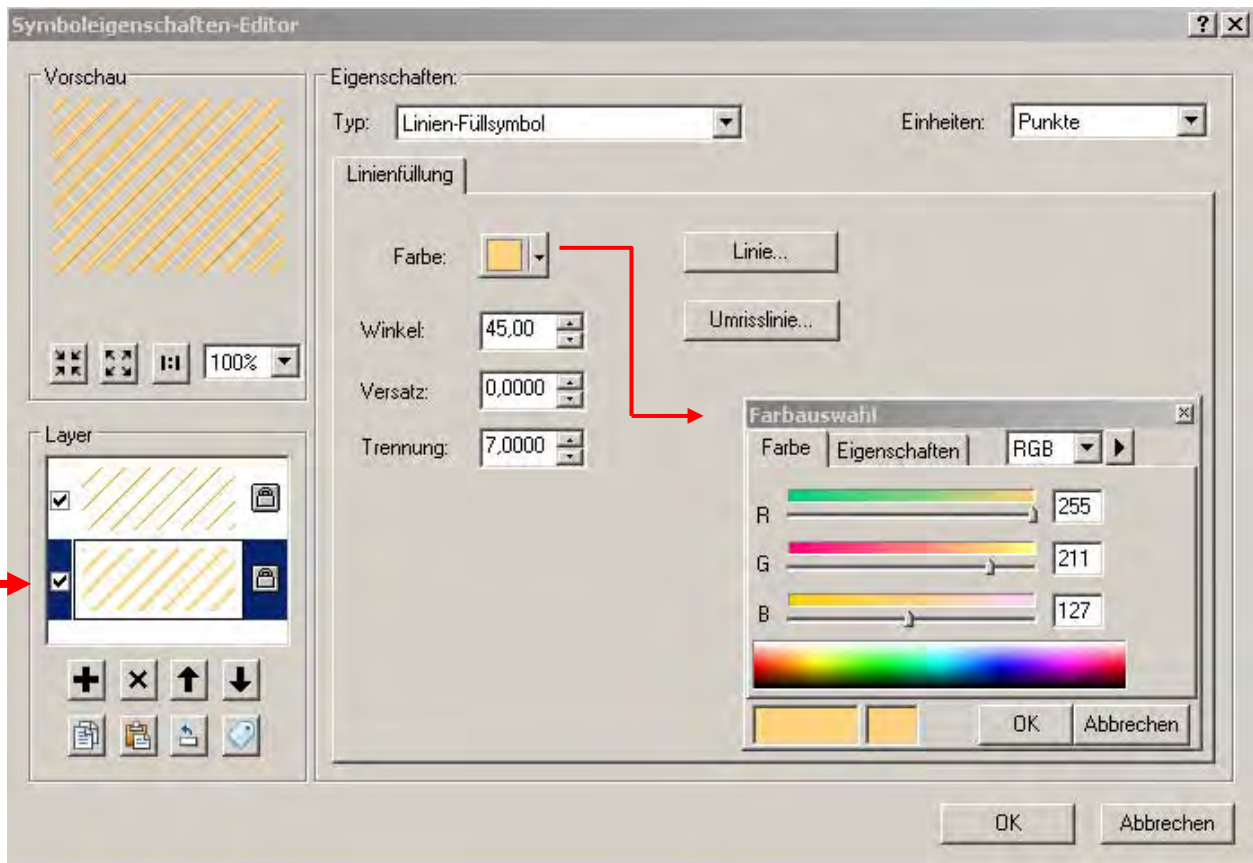 Symboleigenschaften-Editor
Vorschau
100%
Layer
Eigenschaften:
Typ: Linien-Füllsymbol
Einheiten: Punkte
Linienfüllung
Farbe:
Linie...
Winkel: 45,00
Umrisslinie...
Versatz: 0,0000
Trennung: 7,0000
Farbauswahl
Farbe Eigenschaften RGB
R 255
G 211
B 127
OK Abbrechen
OK Abbrechen